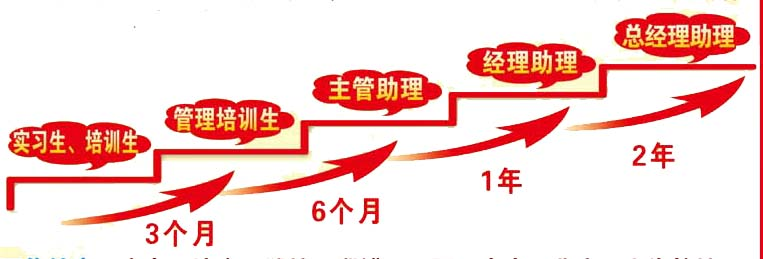 实习生、培训生
管理培训生
主管助理
经理助理
总经理助理
3个月
6个月
1年
2年